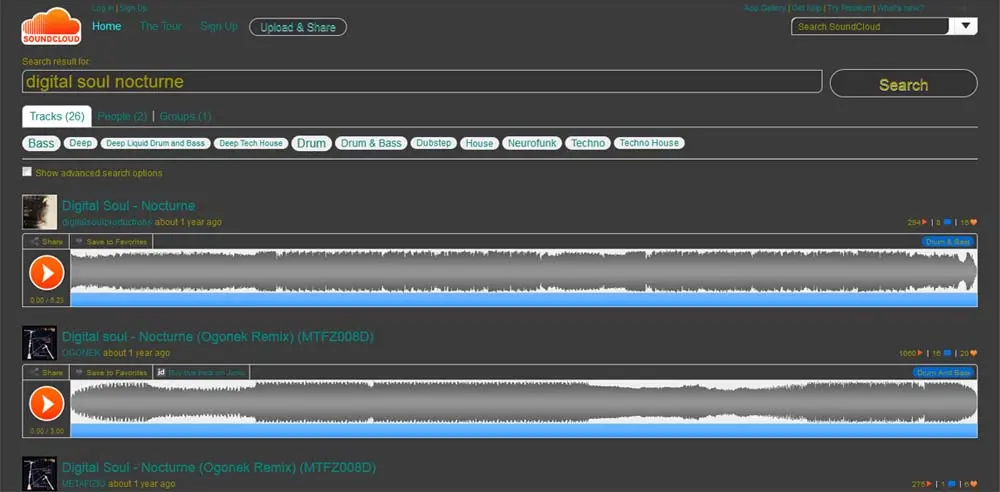 Log in | Sign Up
App Gallery | Get help | Try Premium | What's new?
SOUNDCLOUD
Home The Tour Sign Up Upload & Share
Search SoundCloud
Search result for:
digital soul nocturne
Search
Tracks (26) People (2) | Groups (1)
Bass Deep Deep Liquid Drum and Bass Deep Tech House Drum Drum & Bass Dubstep House Neurofunk Techno Techno House
Show advanced search options
Digital Soul - Nocturne
digitalsoulproductions about 1 year ago
294 | 8 | 16
Share Save to Favorites
Drum & Bass
0.00 / 6.23
Digital soul - Nocturne (Ogonek Remix) (MTFZ008D)
OGONEK about 1 year ago
1060 | 16 | 20
Share Save to Favorites jd Buy this track on Juno
Drum And Bass
0.00 / 3.00
Digital Soul - Nocturne (Ogonek Remix) (MTFZ008D)
METAFIZIQ about 1 year ago
275 | 1 | 6